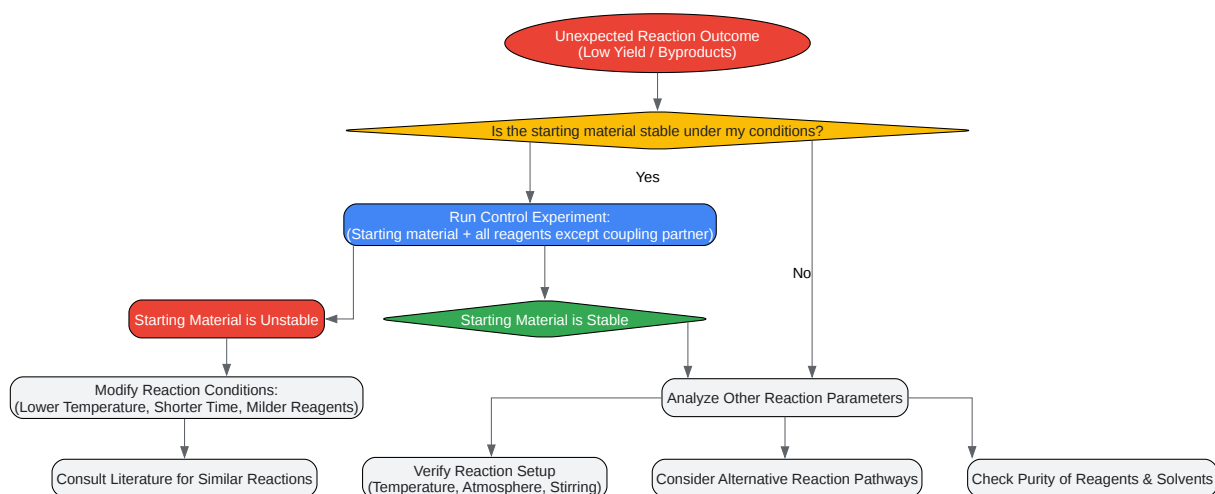 Unexpected Reaction Outcome
(Low Yield / Byproducts)
Is the starting material stable under my conditions?
Yes
Run Control Experiment:
(Starting material + all reagents except coupling partner)
No
Starting Material is Unstable
Starting Material is Stable
Modify Reaction Conditions:
(Lower Temperature, Shorter Time, Milder Reagents)
Analyze Other Reaction Parameters
Consult Literature for Similar Reactions
Verify Reaction Setup
(Temperature, Atmosphere, Stirring)
Consider Alternative Reaction Pathways
Check Purity of Reagents & Solvents